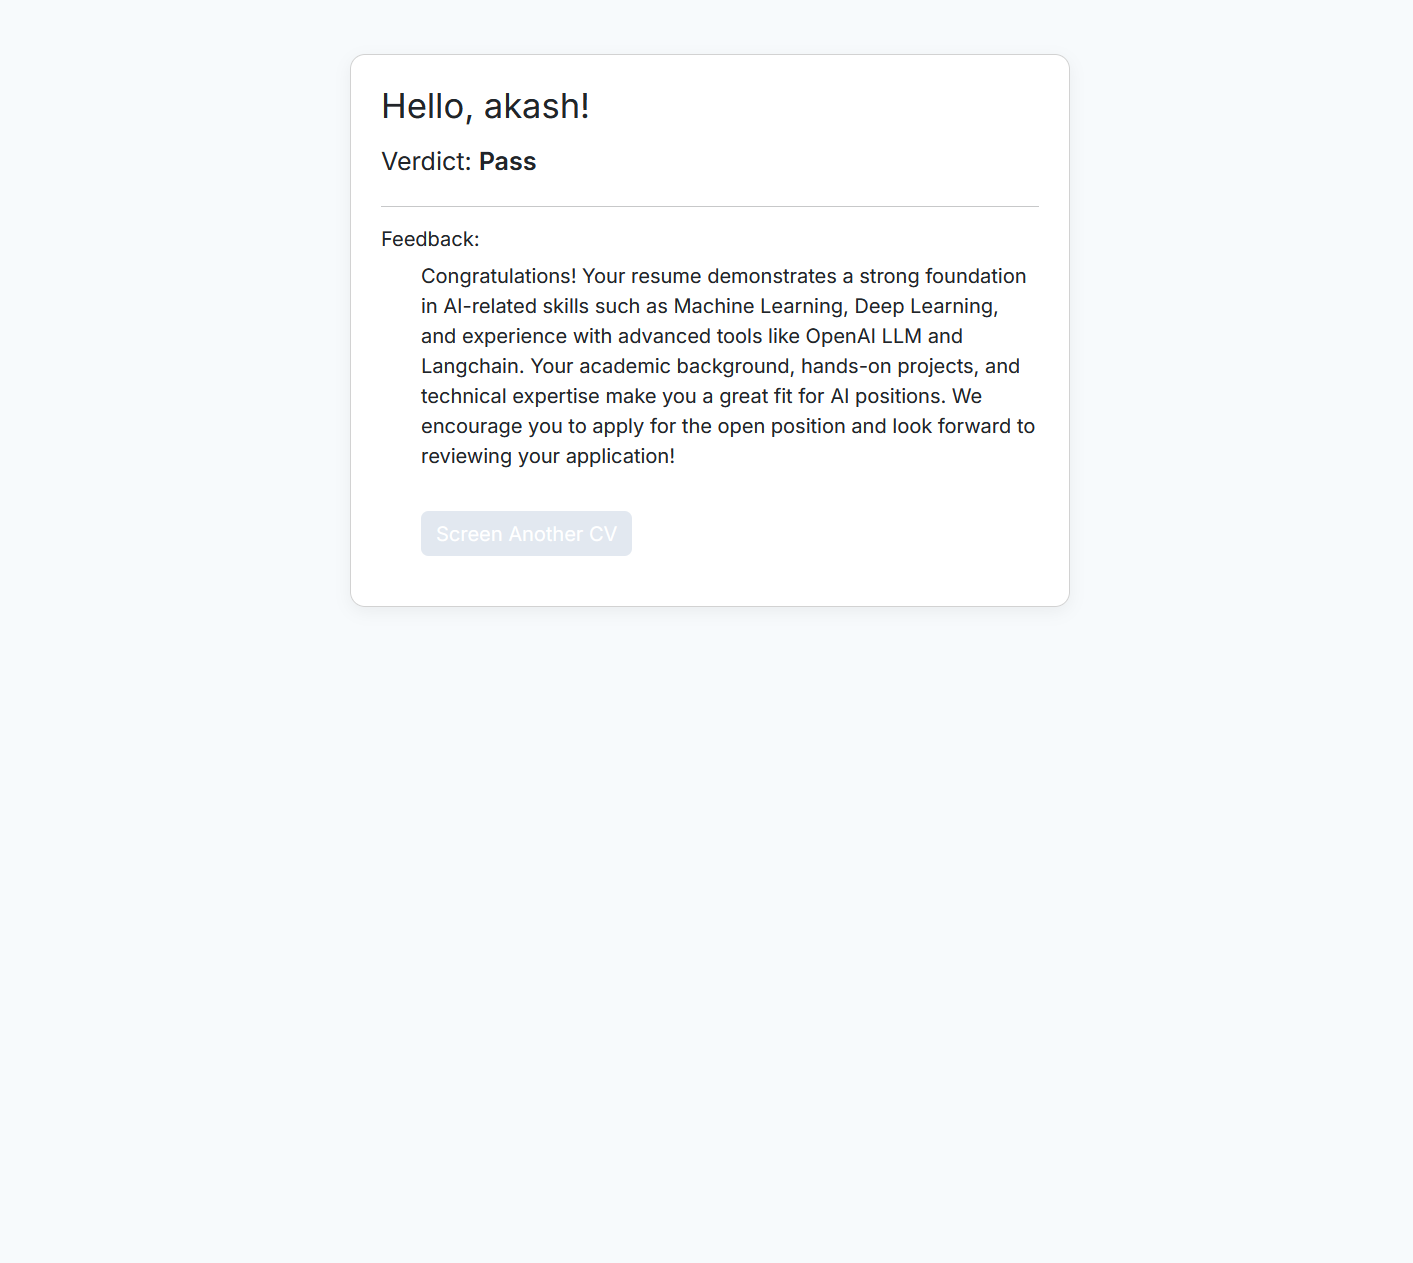 Hello, akash!
Verdict: Pass
Feedback:
Congratulations! Your resume demonstrates a strong foundation
in AI-related skills such as Machine Learning, Deep Learning,
and experience with advanced tools like OpenAI LLM and
Langchain. Your academic background, hands-on projects, and
technical expertise make you a great fit for AI positions. We
encourage you to apply for the open position and look forward to
reviewing your application!
Screen Another CV